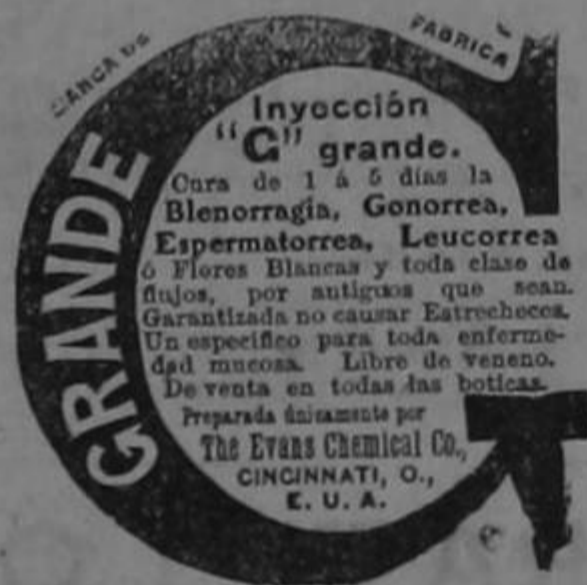 MARCA DE FABRICA
GRANDE
Inyección
"G" grande.
Cura de 1 á 5 días la
Blenorragia, Gonorrea,
Espermatorrea, Leucorrea
ó Flores Blancas y toda clase de
flujos, por antiguos que sean.
Garantizada no causar Estrecheces.
Un especifico para toda enferme-
dad mucosa. Libre de veneno.
De venta en todas las boticas.
Preparada únicamente por
The Evans Chemical Co.,
CINCINNATI, O.,
E. U. A.